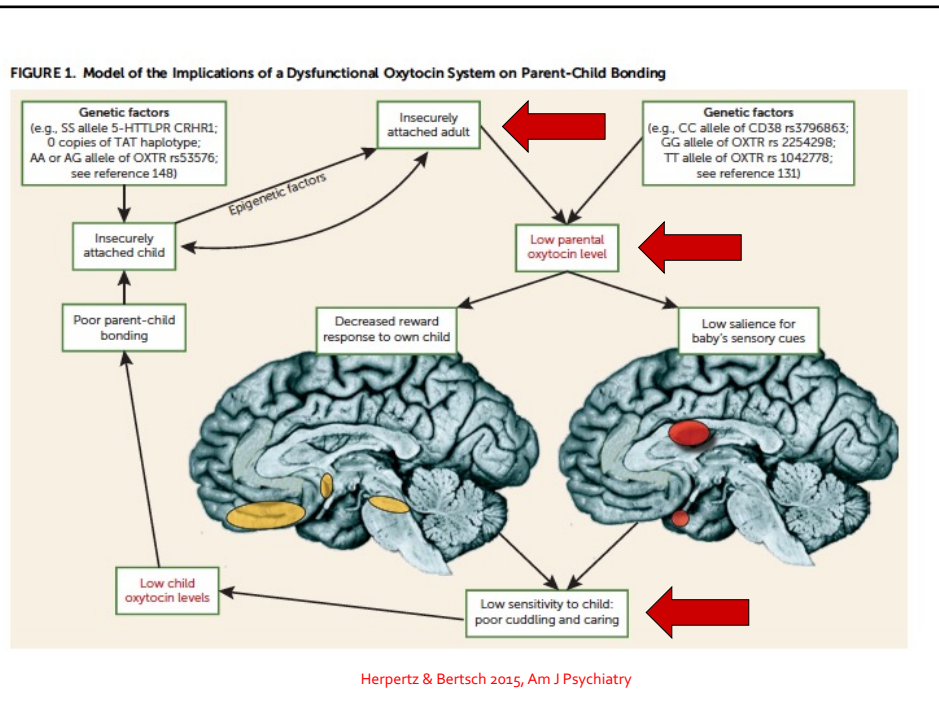 FIGURE 1. Model of the Implications of a Dysfunctional Oxytocin System on Parent-Child Bonding
Genetic factors
(e.g., SS allele 5-HTTLPR CRHR1;
0 copies of TAT haplotype;
AA or AG allele of OXTR rs53576;
see reference 148)
Insecurely
attached adult
Genetic factors
(e.g., CC allele of CD38 rs3796863;
GG allele of OXTR rs 2254298;
TT allele of OXTR rs 1042778;
see reference 131)
Epigenetic factors
Insecurely
attached child
Low parental
oxytocin level
Poor parent-child
bonding
Decreased reward
response to own child
Low salience for
baby's sensory cues
Low child
oxytocin levels
Low sensitivity to child:
poor cuddling and caring
Herpertz & Bertsch 2015, Am J Psychiatry